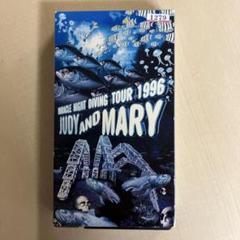 MIRACLE NIGHT DIVING TOUR 1996
JUDY AND MARY